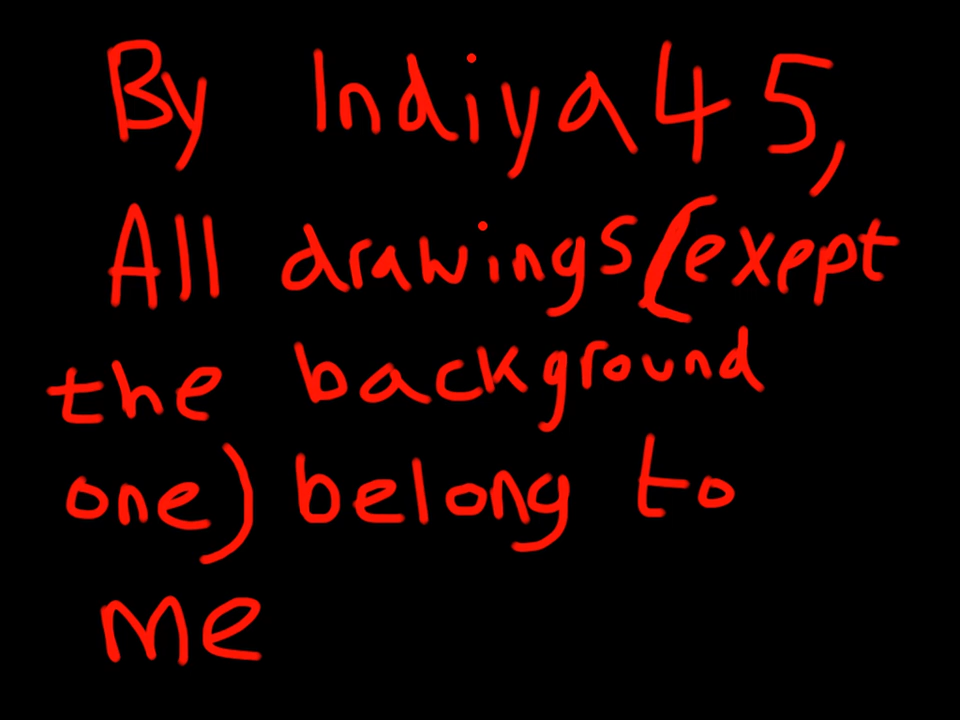 By Indiya45,
All drawings(exept
the background
one) belong to
me